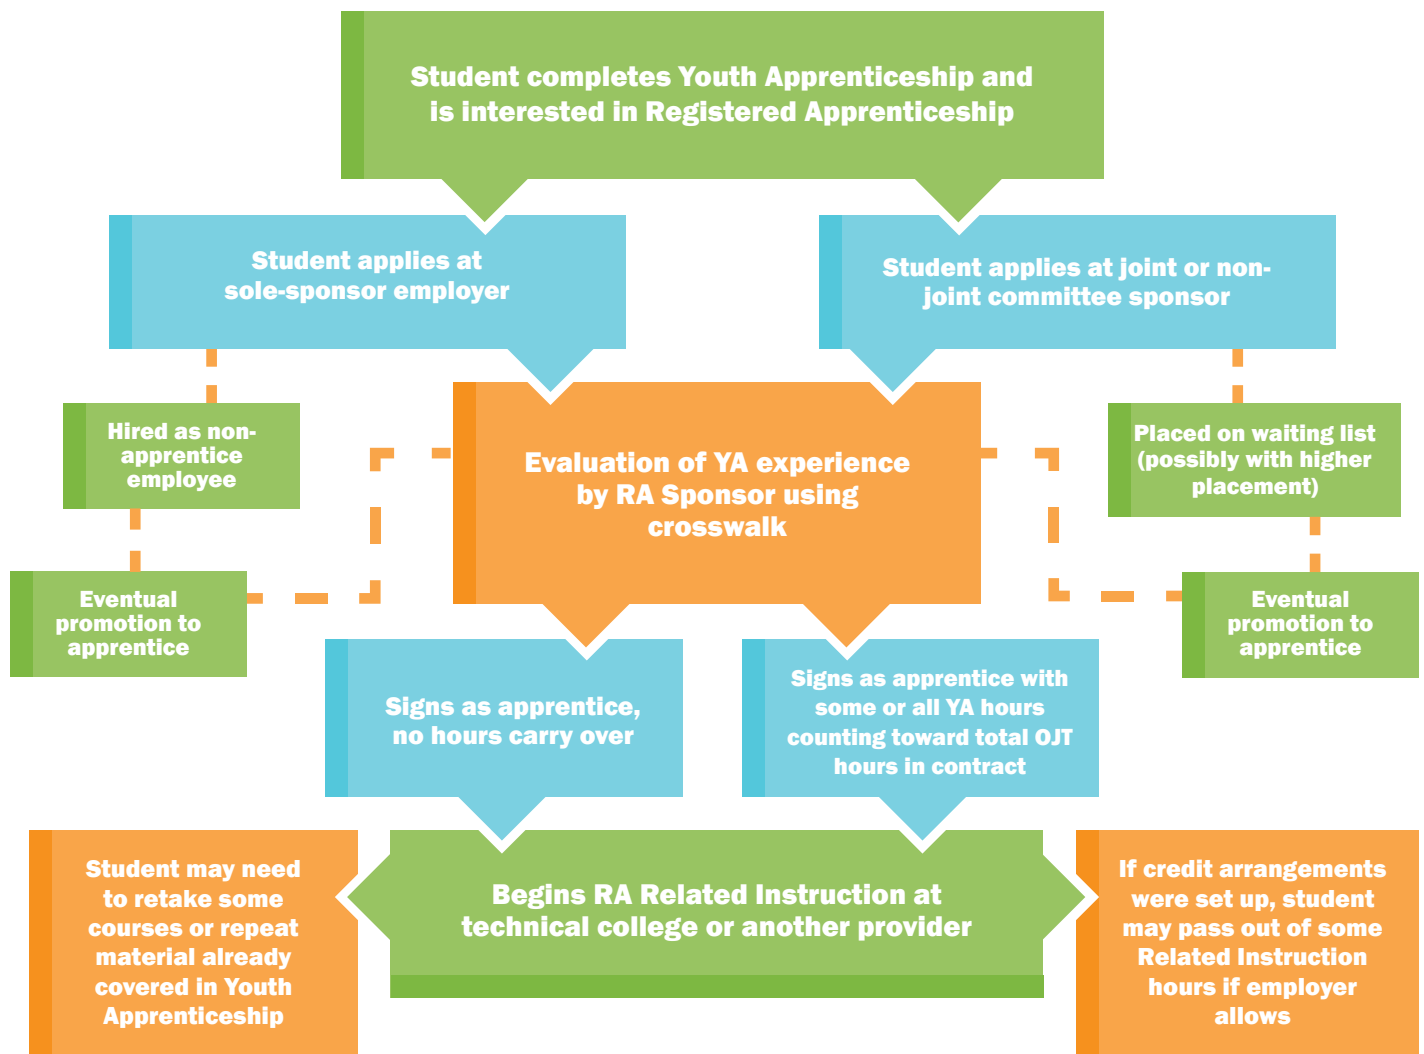 Student completes Youth Apprenticeship and
is interested in Registered Apprenticeship
Student applies at
sole-sponsor employer
Student applies at joint or non-
joint committee sponsor
Hired as non-
apprentice
employee
Evaluation of YA experience
by RA Sponsor using
crosswalk
Placed on waiting list
(possibly with higher
placement)
Eventual
promotion to
apprentice
Eventual
promotion to
apprentice
Signs as apprentice,
no hours carry over
Signs as apprentice with
some or all YA hours
counting toward total OJT
hours in contract
Student may need
to retake some
courses or repeat
material already
covered in Youth
Apprenticeship
Begins RA Related Instruction at
technical college or another provider
If credit arrangements
were set up, student
may pass out of some
Related Instruction
hours if employer
allows